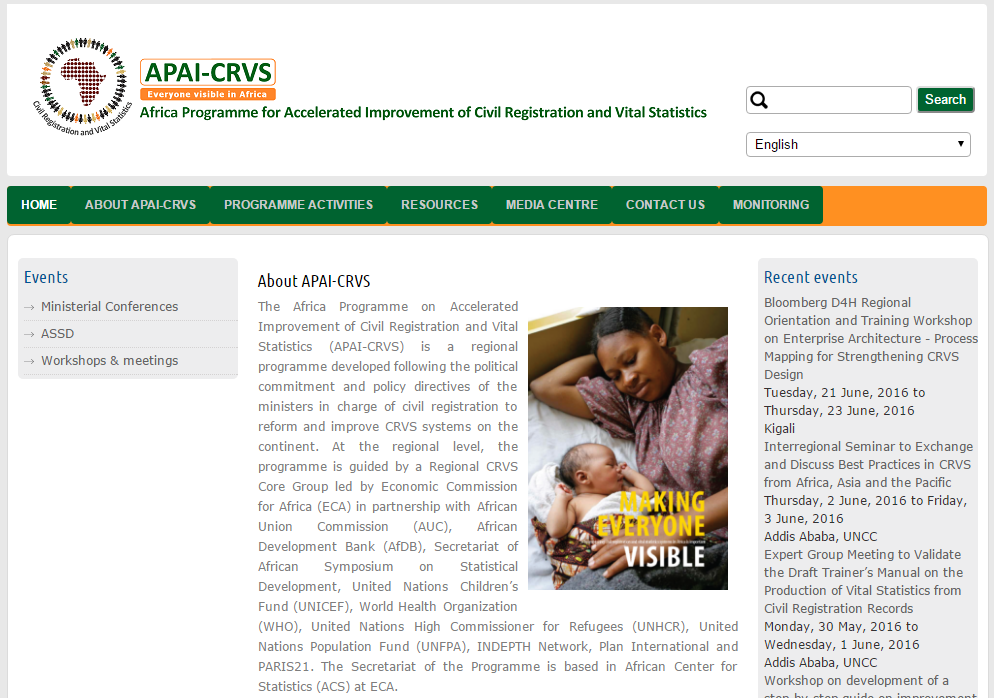 APAI-CRVS
Everyone visible in Africa
Civil Registration and Vital Statistics
Africa Programme for Accelerated Improvement of Civil Registration and Vital Statistics
Search
English
HOME
ABOUT APAI-CRVS
PROGRAMME ACTIVITIES
RESOURCES
MEDIA CENTRE
CONTACT US
MONITORING
Events
Ministerial Conferences
ASSD
Workshops & meetings
About APAI-CRVS
The Africa Programme on Accelerated
Improvement of Civil Registration and Vital
Statistics (APAI-CRVS) is a regional
programme developed following the political
commitment and policy directives of the
ministers in charge of civil registration to
reform and improve CRVS systems on the
continent. At the regional level, the
programme is guided by a Regional CRVS
Core Group led by Economic Commission
for Africa (ECA) in partnership with African
Union Commission (AUC), African
Development Bank (AfDB), Secretariat of
African Symposium on Statistical
Development, United Nations Children’s
Fund (UNICEF), World Health Organization
(WHO), United Nations High Commissioner for Refugees (UNHCR), United
Nations Population Fund (UNFPA), INDEPTH Network, Plan International and
PARIS21. The Secretariat of the Programme is based in African Center for
Statistics (ACS) at ECA.
MAKING
EVERYONE
VISIBLE
Recent events
Bloomberg D4H Regional
Orientation and Training Workshop
on Enterprise Architecture - Process
Mapping for Strengthening CRVS
Design
Tuesday, 21 June, 2016 to
Thursday, 23 June, 2016
Kigali
Interregional Seminar to Exchange
and Discuss Best Practices in CRVS
from Africa, Asia and the Pacific
Thursday, 2 June, 2016 to Friday,
3 June, 2016
Addis Ababa, UNCC
Expert Group Meeting to Validate
the Draft Trainer’s Manual on the
Production of Vital Statistics from
Civil Registration Records
Monday, 30 May, 2016 to
Wednesday, 1 June, 2016
Addis Ababa, UNCC
Workshop on development of a
step-by-step guide on improvement